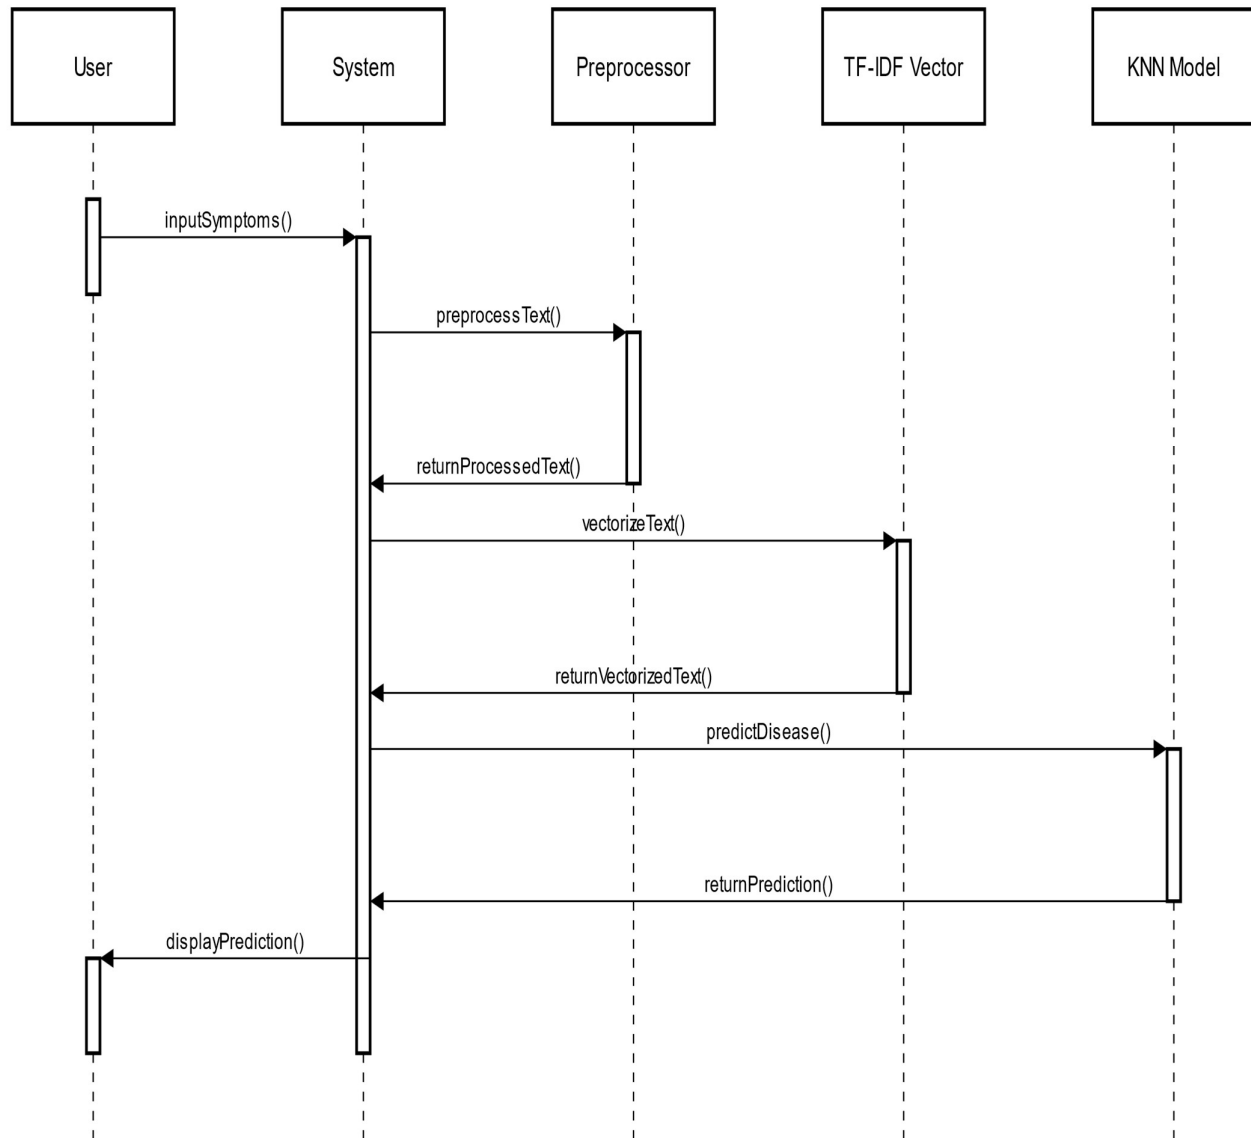 User
System
Preprocessor
TF-IDF Vector
KNN Model
inputSymptoms()
preprocessText()
returnProcessedText()
vectorizeText()
returnVectorizedText()
predictDisease()
returnPrediction()
displayPrediction()